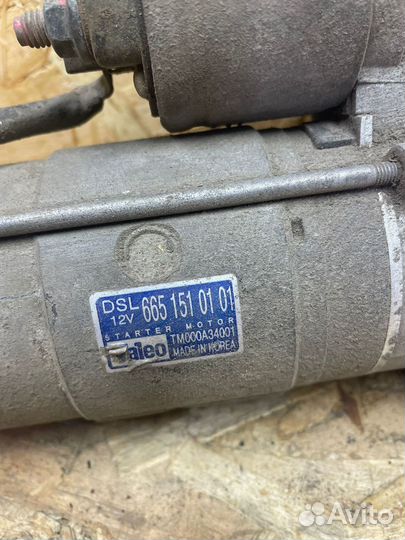 DSL 665 151 01 01
12V
STARTER MOTOR
Valeo TM000A34001
MADE IN KOREA
Avito